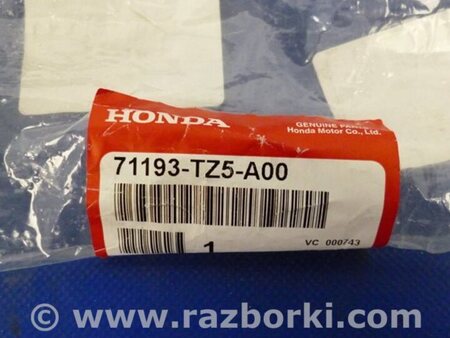 HONDA
GENUINE PARTS
Honda Motor Co., Ltd.
71193-TZ5-A00
1
VC 000743
© www.razborki.com